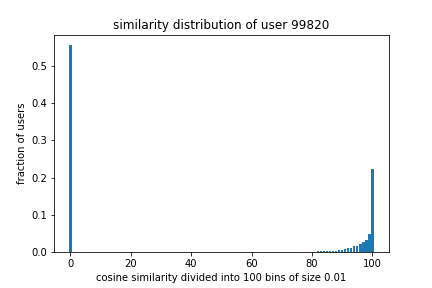 similarity distribution of user 99820
fraction of users
0.5
0.4
0.3
0.2
0.1
0.0
0 20 40 60 80 100
cosine similarity divided into 100 bins of size 0.01